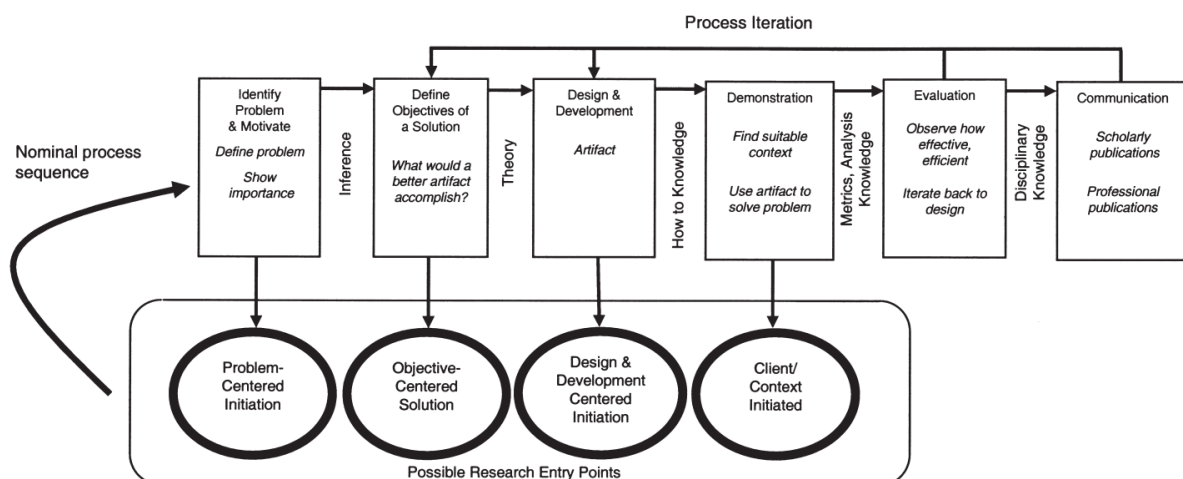 Process Iteration
Nominal process
sequence
Identify
Problem
& Motivate
Define problem
Show
importance
Inference
Define
Objectives of
a Solution
What would a
better artifact
accomplish?
Theory
Design &
Development
Artifact
How to Knowledge
Demonstration
Find suitable
context
Use artifact to
solve problem
Metrics, Analysis
Knowledge
Evaluation
Observe how
effective,
efficient
Iterate back to
design
Disciplinary
Knowledge
Communication
Scholarly
publications
Professional
publications
Problem-
Centered
Initiation
Objective-
Centered
Solution
Design &
Development
Centered
Initiation
Client/
Context
Initiated
Possible Research Entry Points